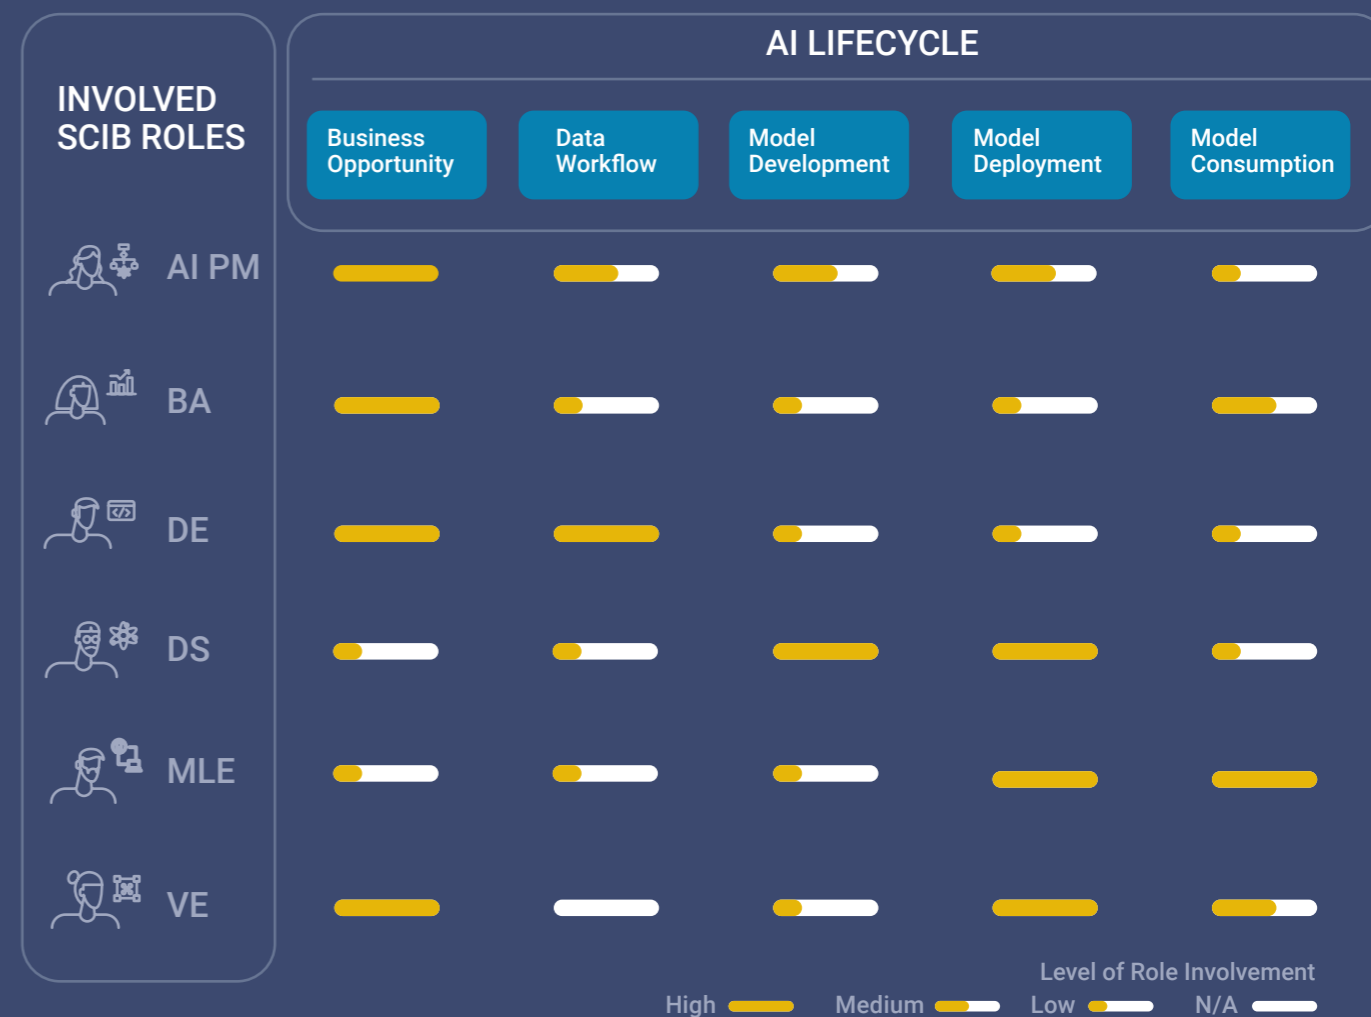 AI LIFECYCLE
INVOLVED
SCIB ROLES
Business
Opportunity
Data
Workflow
Model
Development
Model
Deployment
Model
Consumption
AI PM
BA
DE
DS
MLE
VE
Level of Role Involvement
High
Medium
Low
N/A